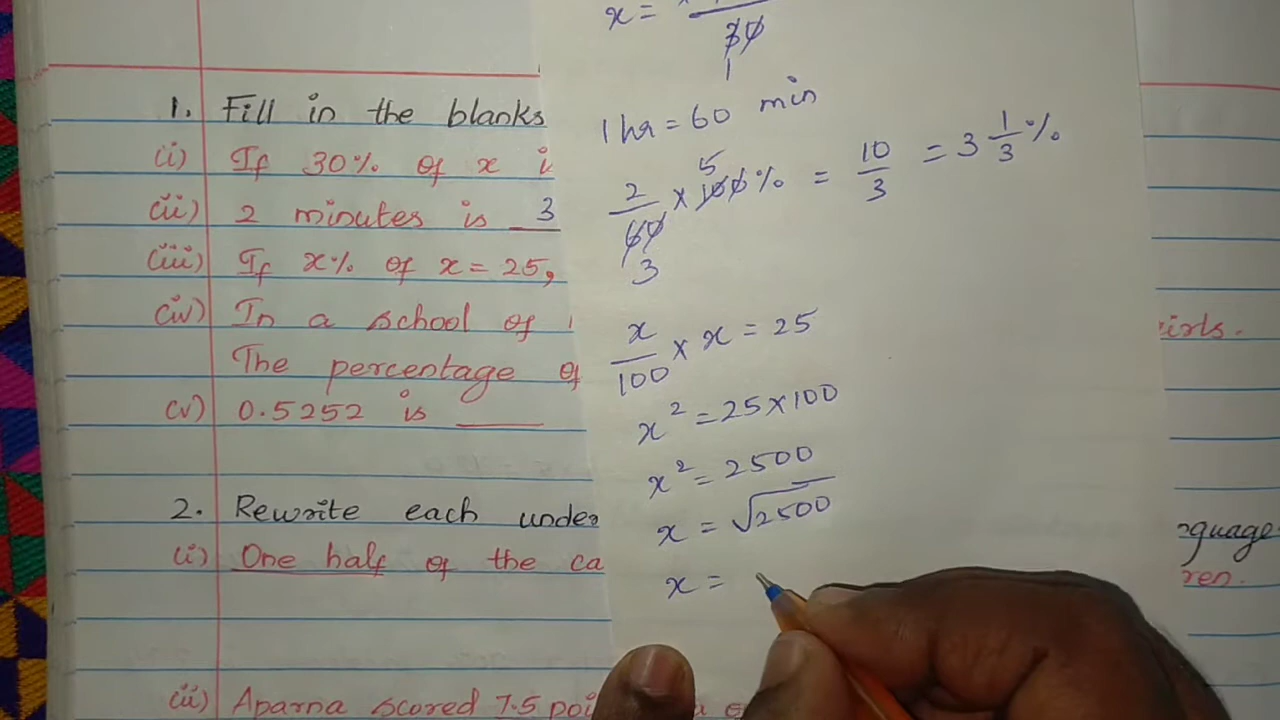 1. Fill in the blanks
(i) If 30% of x
(ii) 2 minutes is 3
(iii) If x% of x = 25,
(iv) In a school of
The percentage of
(v) 0.5252 is ____
2. Rewrite each under
(i) One half of the ca
(ii) Aparna scored 7.5 poi
x =
30
1
1 hr = 60 min
2/60 × 100% = 10/3 = 3 1/3 %
5
3
x/100 × x = 25
x² = 25 × 100
x² = 2500
x = √2500
x =
irls.
guage
ren.